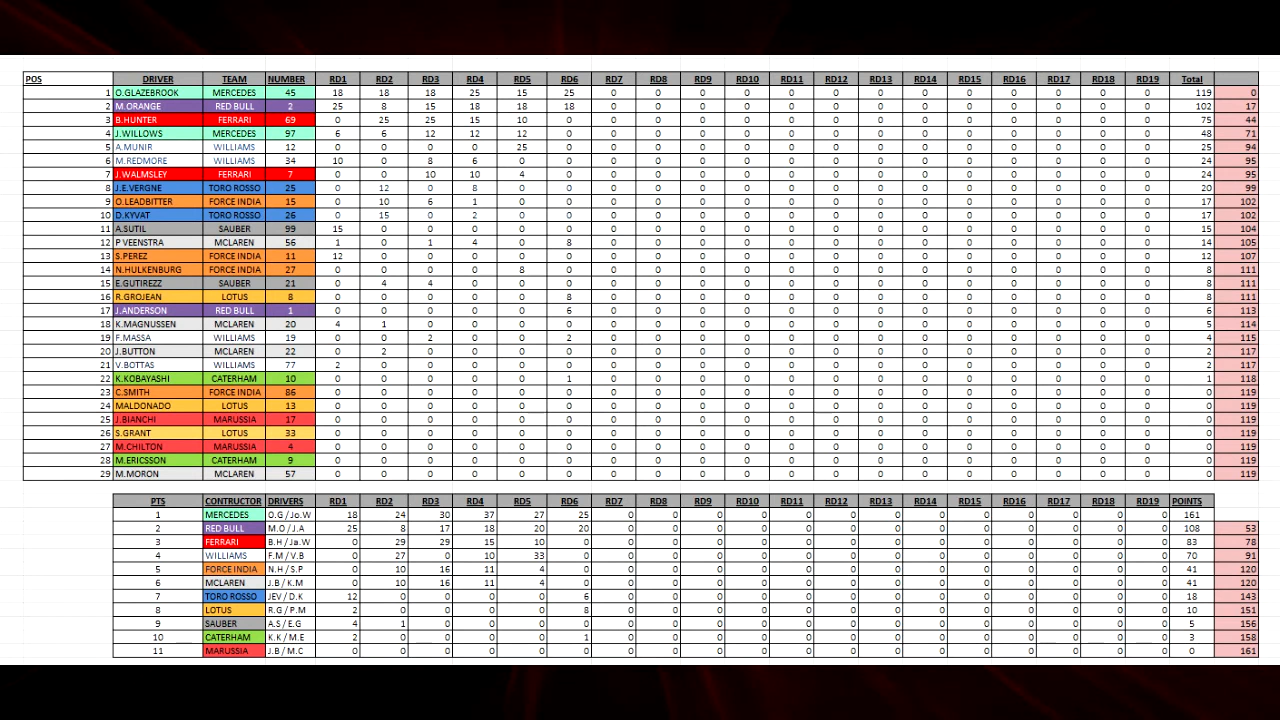 POS DRIVER TEAM NUMBER RD1 RD2 RD3 RD4 RD5 RD6 RD7 RD8 RD9 RD10 RD11 RD12 RD13 RD14 RD15 RD16 RD17 RD18 RD19 Total
1 O.GLAZEBROOK MERCEDES 45 18 18 18 25 15 25 0 0 0 0 0 0 0 0 0 0 0 0 0 119 0
2 M.ORANGE RED BULL 2 25 8 15 18 18 18 0 0 0 0 0 0 0 0 0 0 0 0 0 102 17
3 B.HUNTER FERRARI 69 0 25 25 15 10 0 0 0 0 0 0 0 0 0 0 0 0 0 0 75 44
4 J.WILLOWS MERCEDES 97 6 6 12 12 12 0 0 0 0 0 0 0 0 0 0 0 0 0 0 48 71
5 A.MUNIR WILLIAMS 12 0 0 0 0 25 0 0 0 0 0 0 0 0 0 0 0 0 0 0 25 94
6 M.REDMORE WILLIAMS 34 10 0 8 6 0 0 0 0 0 0 0 0 0 0 0 0 0 0 0 24 95
7 J.WALMSLEY FERRARI 7 0 0 10 10 4 0 0 0 0 0 0 0 0 0 0 0 0 0 0 24 95
8 J.E.VERGNE TORO ROSSO 25 0 12 0 8 0 0 0 0 0 0 0 0 0 0 0 0 0 0 0 20 99
9 O.LEADBITTER FORCE INDIA 15 0 10 6 1 0 0 0 0 0 0 0 0 0 0 0 0 0 0 0 17 102
10 D.KYVAT TORO ROSSO 26 0 15 0 2 0 0 0 0 0 0 0 0 0 0 0 0 0 0 0 17 102
11 A.SUTIL SAUBER 99 15 0 0 0 0 0 0 0 0 0 0 0 0 0 0 0 0 0 0 15 104
12 P VEENSTRA MCLAREN 56 1 0 1 4 0 8 0 0 0 0 0 0 0 0 0 0 0 0 0 14 105
13 S.PEREZ FORCE INDIA 11 12 0 0 0 0 0 0 0 0 0 0 0 0 0 0 0 0 0 0 12 107
14 N.HULKENBURG FORCE INDIA 27 0 0 0 0 8 0 0 0 0 0 0 0 0 0 0 0 0 0 0 8 111
15 E.GUTIREZZ SAUBER 21 0 4 4 0 0 0 0 0 0 0 0 0 0 0 0 0 0 0 0 8 111
16 R.GROJEAN LOTUS 8 0 0 0 0 0 8 0 0 0 0 0 0 0 0 0 0 0 0 0 8 111
17 J.ANDERSON RED BULL 1 0 0 0 0 0 6 0 0 0 0 0 0 0 0 0 0 0 0 0 6 113
18 K.MAGNUSSEN MCLAREN 20 4 1 0 0 0 0 0 0 0 0 0 0 0 0 0 0 0 0 0 5 114
19 F.MASSA WILLIAMS 19 0 0 2 0 0 2 0 0 0 0 0 0 0 0 0 0 0 0 0 4 115
20 J.BUTTON MCLAREN 22 0 2 0 0 0 0 0 0 0 0 0 0 0 0 0 0 0 0 0 2 117
21 V.BOTTAS WILLIAMS 77 2 0 0 0 0 0 0 0 0 0 0 0 0 0 0 0 0 0 0 2 117
22 K.KOBAYASHI CATERHAM 10 0 0 0 0 0 1 0 0 0 0 0 0 0 0 0 0 0 0 0 1 118
23 C.SMITH FORCE INDIA 86 0 0 0 0 0 0 0 0 0 0 0 0 0 0 0 0 0 0 0 0 119
24 MALDONADO LOTUS 13 0 0 0 0 0 0 0 0 0 0 0 0 0 0 0 0 0 0 0 0 119
25 J.BIANCHI MARUSSIA 17 0 0 0 0 0 0 0 0 0 0 0 0 0 0 0 0 0 0 0 0 119
26 S.GRANT LOTUS 33 0 0 0 0 0 0 0 0 0 0 0 0 0 0 0 0 0 0 0 0 119
27 M.CHILTON MARUSSIA 4 0 0 0 0 0 0 0 0 0 0 0 0 0 0 0 0 0 0 0 0 119
28 M.ERICSSON CATERHAM 9 0 0 0 0 0 0 0 0 0 0 0 0 0 0 0 0 0 0 0 0 119
29 M.MORON MCLAREN 57 0 0 0 0 0 0 0 0 0 0 0 0 0 0 0 0 0 0 0 0 119
PTS CONTRUCTOR DRIVERS RD1 RD2 RD3 RD4 RD5 RD6 RD7 RD8 RD9 RD10 RD11 RD12 RD13 RD14 RD15 RD16 RD17 RD18 RD19 POINTS
1 MERCEDES O.G / Jo.W 18 24 30 37 27 25 0 0 0 0 0 0 0 0 0 0 0 0 0 161
2 RED BULL M.O / J.A 25 8 17 18 20 20 0 0 0 0 0 0 0 0 0 0 0 0 0 108 53
3 FERRARI B.H / Ja.W 0 29 29 15 10 0 0 0 0 0 0 0 0 0 0 0 0 0 0 83 78
4 WILLIAMS F.M / V.B 0 27 0 10 33 0 0 0 0 0 0 0 0 0 0 0 0 0 0 70 91
5 FORCE INDIA N.H / S.P 0 10 16 11 4 0 0 0 0 0 0 0 0 0 0 0 0 0 0 41 120
6 MCLAREN J.B / K.M 0 10 16 11 4 0 0 0 0 0 0 0 0 0 0 0 0 0 0 41 120
7 TORO ROSSO JEV / D.K 12 0 0 0 0 6 0 0 0 0 0 0 0 0 0 0 0 0 0 18 143
8 LOTUS R.G / P.M 2 0 0 0 0 8 0 0 0 0 0 0 0 0 0 0 0 0 0 10 151
9 SAUBER A.S / E.G 4 1 0 0 0 0 0 0 0 0 0 0 0 0 0 0 0 0 0 5 156
10 CATERHAM K.K / M.E 2 0 0 0 0 1 0 0 0 0 0 0 0 0 0 0 0 0 0 3 158
11 MARUSSIA J.B / M.C 0 0 0 0 0 0 0 0 0 0 0 0 0 0 0 0 0 0 0 0 161